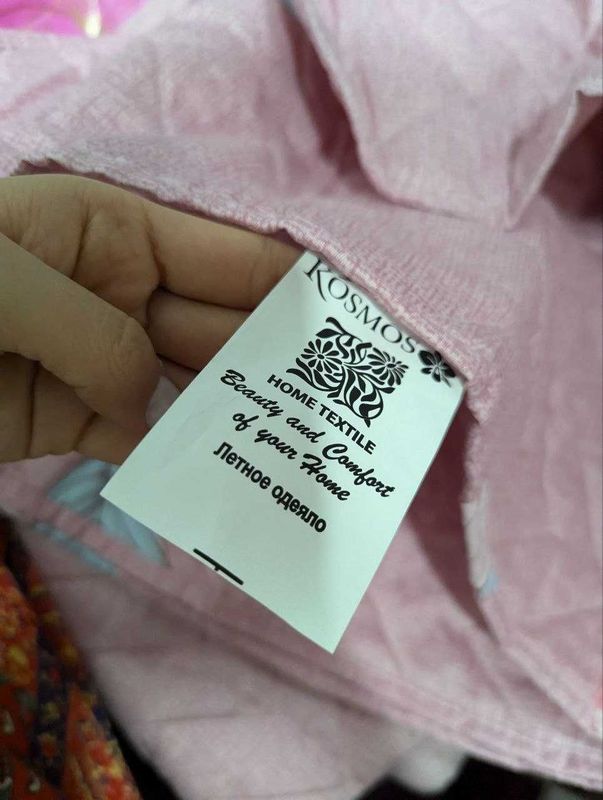 KOSMOS
HOME TEXTILE
Beauty and Comfort
of your Home
Летное одеяло